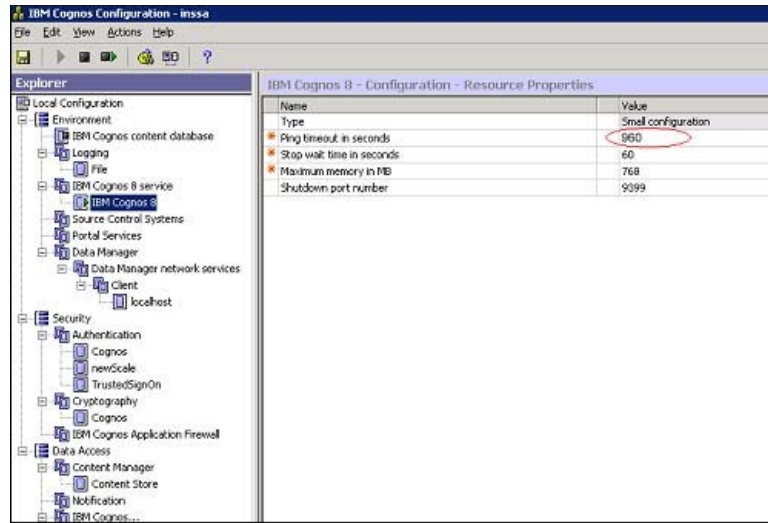 IBM Cognos Configuration - inssa
File Edit View Actions Help
Explorer
Local Configuration
Environment
IBM Cognos content database
Logging
File
IBM Cognos 8 service
IBM Cognos 8
Source Control Systems
Portal Services
Data Manager
Data Manager network services
Client
localhost
Security
Authentication
Cognos
newScale
TrustedSignOn
Cryptography
Cognos
IBM Cognos Application Firewall
Data Access
Content Manager
Content Store
Notification
IBM Cognos...
IBM Cognos 8 - Configuration - Resource Properties
Name Value
Type Small configuration
* Ping timeout in seconds 960
* Stop wait time in seconds 60
* Maximum memory in MB 768
Shutdown port number 9399